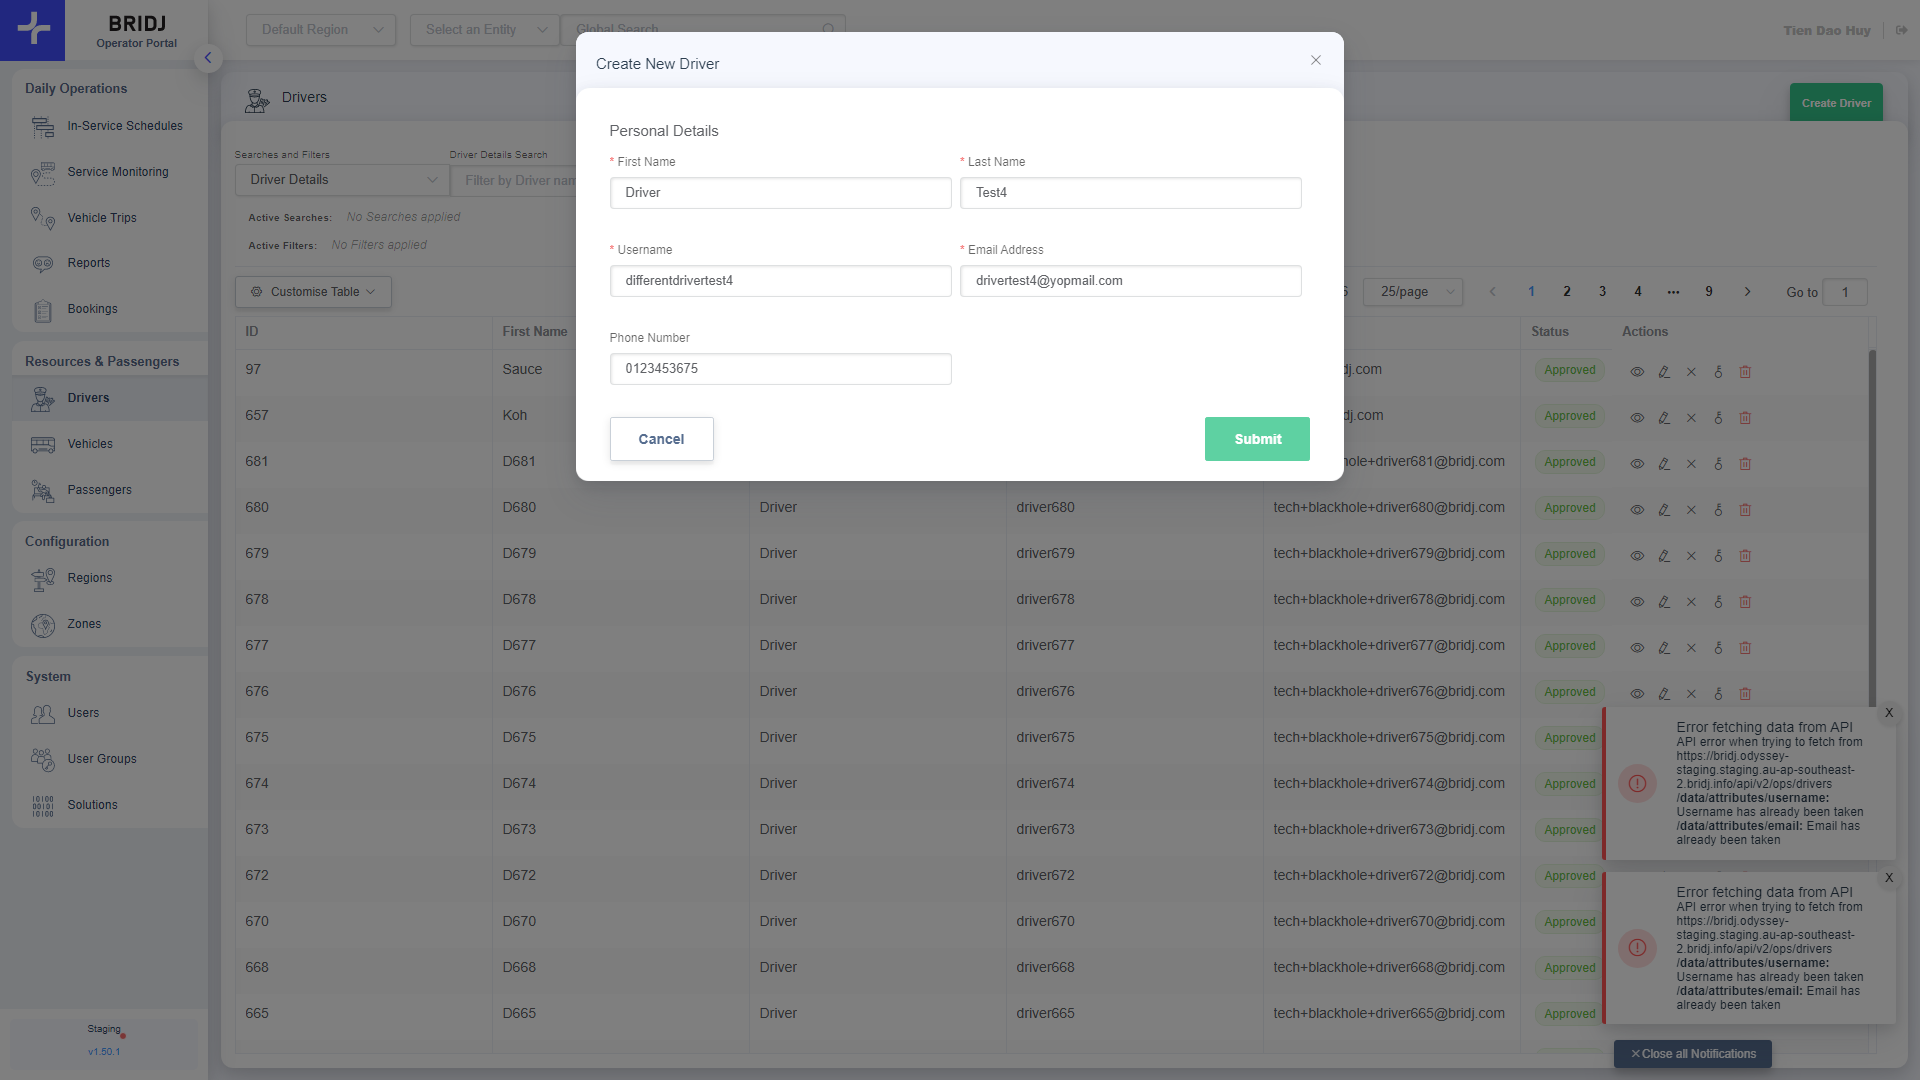 BRIDJ
Operator Portal
Default Region
Select an Entity
Global Search
Tien Dao Huy
Daily Operations
In-Service Schedules
Service Monitoring
Vehicle Trips
Reports
Bookings
Resources & Passengers
Drivers
Vehicles
Passengers
Configuration
Regions
Zones
System
Users
User Groups
Solutions
Staging
v1.50.1
Drivers
Create Driver
Searches and Filters
Driver Details
Driver Details Search
Filter by Driver nam
Active Searches: No Searches applied
Active Filters: No Filters applied
Customise Table
6 25/page 1 2 3 4 ••• 9 Go to 1
Create New Driver
Personal Details
* First Name
Driver
* Last Name
Test4
* Username
differentdrivertest4
* Email Address
drivertest4@yopmail.com
Phone Number
0123453675
Cancel
Submit
ID First Name Status Actions
97 Sauce dj.com Approved
657 Koh dj.com Approved
681 D681 hole+driver681@bridj.com Approved
680 D680 Driver driver680 tech+blackhole+driver680@bridj.com Approved
679 D679 Driver driver679 tech+blackhole+driver679@bridj.com Approved
678 D678 Driver driver678 tech+blackhole+driver678@bridj.com Approved
677 D677 Driver driver677 tech+blackhole+driver677@bridj.com Approved
676 D676 Driver driver676 tech+blackhole+driver676@bridj.com Approved
675 D675 Driver driver675 tech+blackhole+driver675@bridj.com Approved
674 D674 Driver driver674 tech+blackhole+driver674@bridj.com Approved
673 D673 Driver driver673 tech+blackhole+driver673@bridj.com Approved
672 D672 Driver driver672 tech+blackhole+driver672@bridj.com Approved
670 D670 Driver driver670 tech+blackhole+driver670@bridj.com Approved
668 D668 Driver driver668 tech+blackhole+driver668@bridj.com Approved
665 D665 Driver driver665 tech+blackhole+driver665@bridj.com Approved
X
Error fetching data from API
API error when trying to fetch from
https://bridj.odyssey-
staging.staging.au-ap-southeast-
2.bridj.info/api/v2/ops/drivers
/data/attributes/username:
Username has already been taken
/data/attributes/email: Email has
already been taken
X
Error fetching data from API
API error when trying to fetch from
https://bridj.odyssey-
staging.staging.au-ap-southeast-
2.bridj.info/api/v2/ops/drivers
/data/attributes/username:
Username has already been taken
/data/attributes/email: Email has
already been taken
Close all Notifications